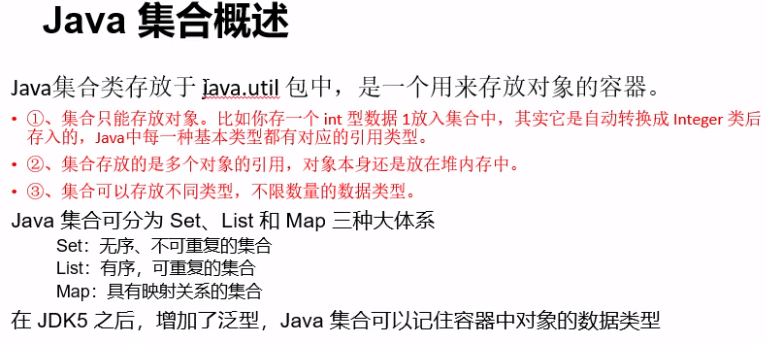 Java 集合概述
Java集合类存放于 java.util 包中，是一个用来存放对象的容器。
• ①、集合只能存放对象。比如你存一个 int 型数据 1放入集合中，其实它是自动转换成 Integer 类后
存入的，Java中每一种基本类型都有对应的引用类型。
• ②、集合存放的是多个对象的引用，对象本身还是放在堆内存中。
• ③、集合可以存放不同类型，不限数量的数据类型。
Java 集合可分为 Set、List 和 Map 三种大体系
Set：无序、不可重复的集合
List：有序，可重复的集合
Map：具有映射关系的集合
在 JDK5 之后，增加了泛型，Java 集合可以记住容器中对象的数据类型